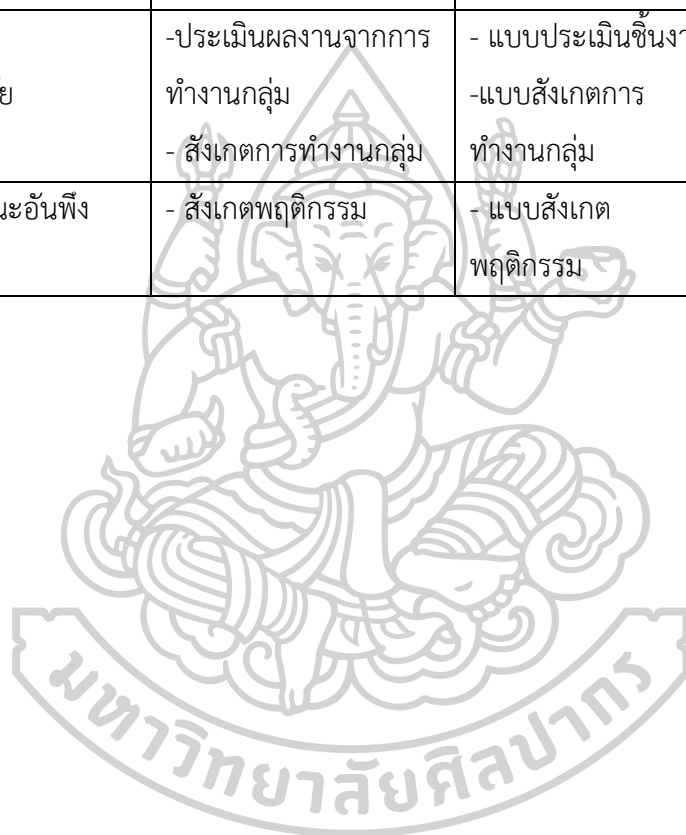 -ประเมินผลงานจากการ
ทำงานกลุ่ม
- สังเกตการทำงานกลุ่ม
- แบบประเมินชิ้นงา
-แบบสังเกตการ
ทำงานกลุ่ม
นะอันพึง
- สังเกตพฤติกรรม
- แบบสังเกต
พฤติกรรม
มหาวิทยาลัยศิลปากร